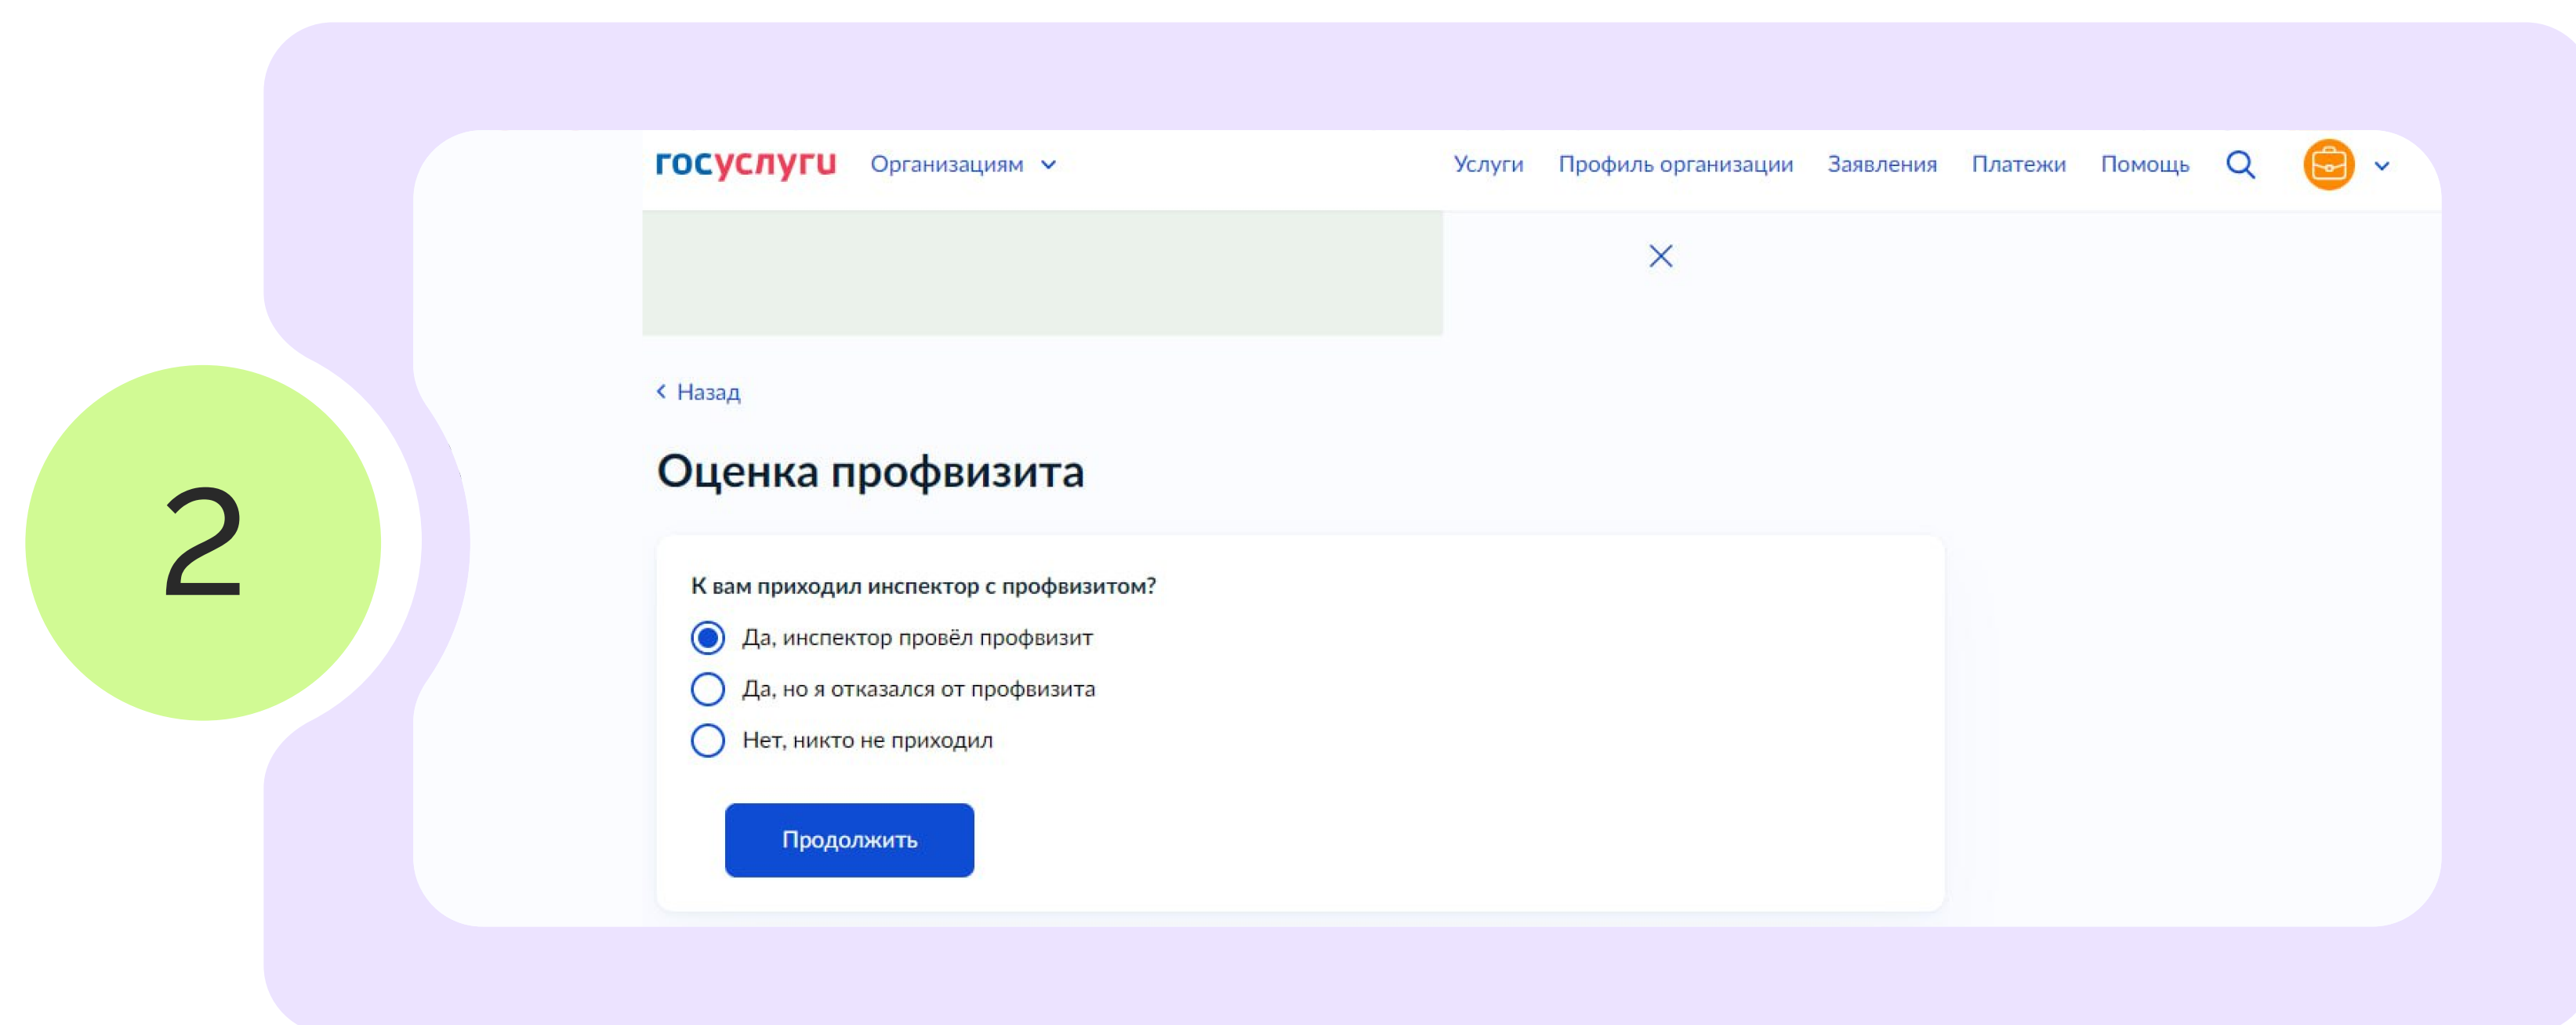 госуслуги Организациям Услуги Профиль организации Заявления Платежи Помощь
Назад
Оценка профвизита
2
К вам приходил инспектор с профвизитом?
Да, инспектор провёл профвизит
Да, но я отказался от профвизита
Нет, никто не приходил
Продолжить